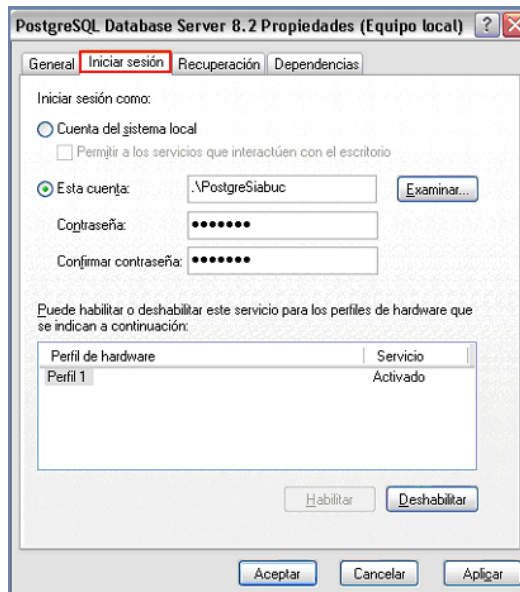 PostgreSQL Database Server 8.2 Propiedades (Equipo local)
General Iniciar sesión Recuperación Dependencias
Iniciar sesión como:
Cuenta del sistema local
Permitir a los servicios que interactúen con el escritorio
Esta cuenta: .\PostgreSiabuc Examinar...
Contraseña: •••••••
Confirmar contraseña: •••••••
Puede habilitar o deshabilitar este servicio para los perfiles de hardware que
se indican a continuación:
Perfil de hardware Servicio
Perfil 1 Activado
Habilitar Deshabilitar
Aceptar Cancelar Aplicar